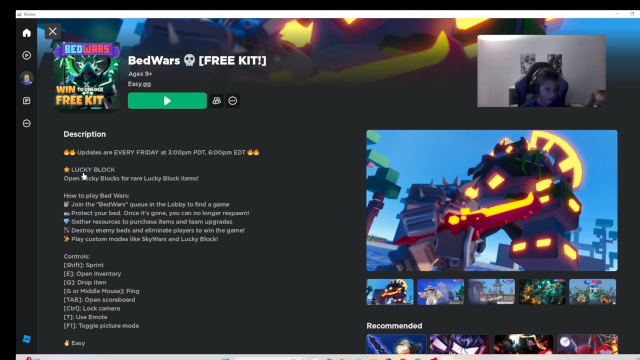 Roblox
BEDWARS
WIN TO UNLOCK
FREE KIT
BedWars 💀 [FREE KIT!]
Ages 9+
Easy.gg
Description
🔥🔥 Updates are EVERY FRIDAY at 3:00pm PDT, 6:00pm EDT 🔥🔥
⭐ LUCKY BLOCK
Open Lucky Blocks for rare Lucky Block items!
How to play Bed Wars:
Join the "BedWars" queue in the Lobby to find a game
Protect your bed. Once it's gone, you can no longer respawn!
💎 Gather resources to purchase items and team upgrades
Destroy enemy beds and eliminate players to win the game!
✨ Play custom modes like SkyWars and Lucky Block!
Controls:
[Shift]: Sprint
[E]: Open Inventory
[Q]: Drop item
[G or Middle Mouse]: Ping
[TAB]: Open scoreboard
[Ctrl]: Lock camera
[T]: Use Emote
[F1]: Toggle picture mode
✌ Easy
Recommended